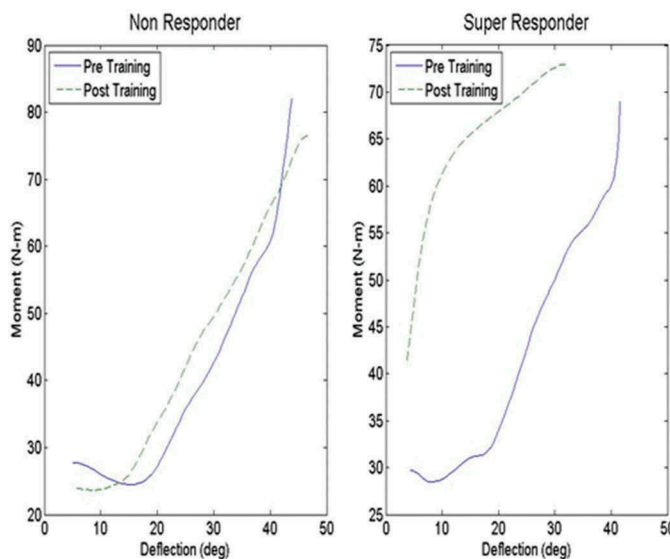 Non Responder
Pre Training
Post Training
Moment (N-m)
90
80
70
60
50
40
30
20
0 10 20 30 40 50
Deflection (deg)
Super Responder
Pre Training
Post Training
Moment (N-m)
75
70
65
60
55
50
45
40
35
30
25
0 10 20 30 40 50
Deflection (deg)